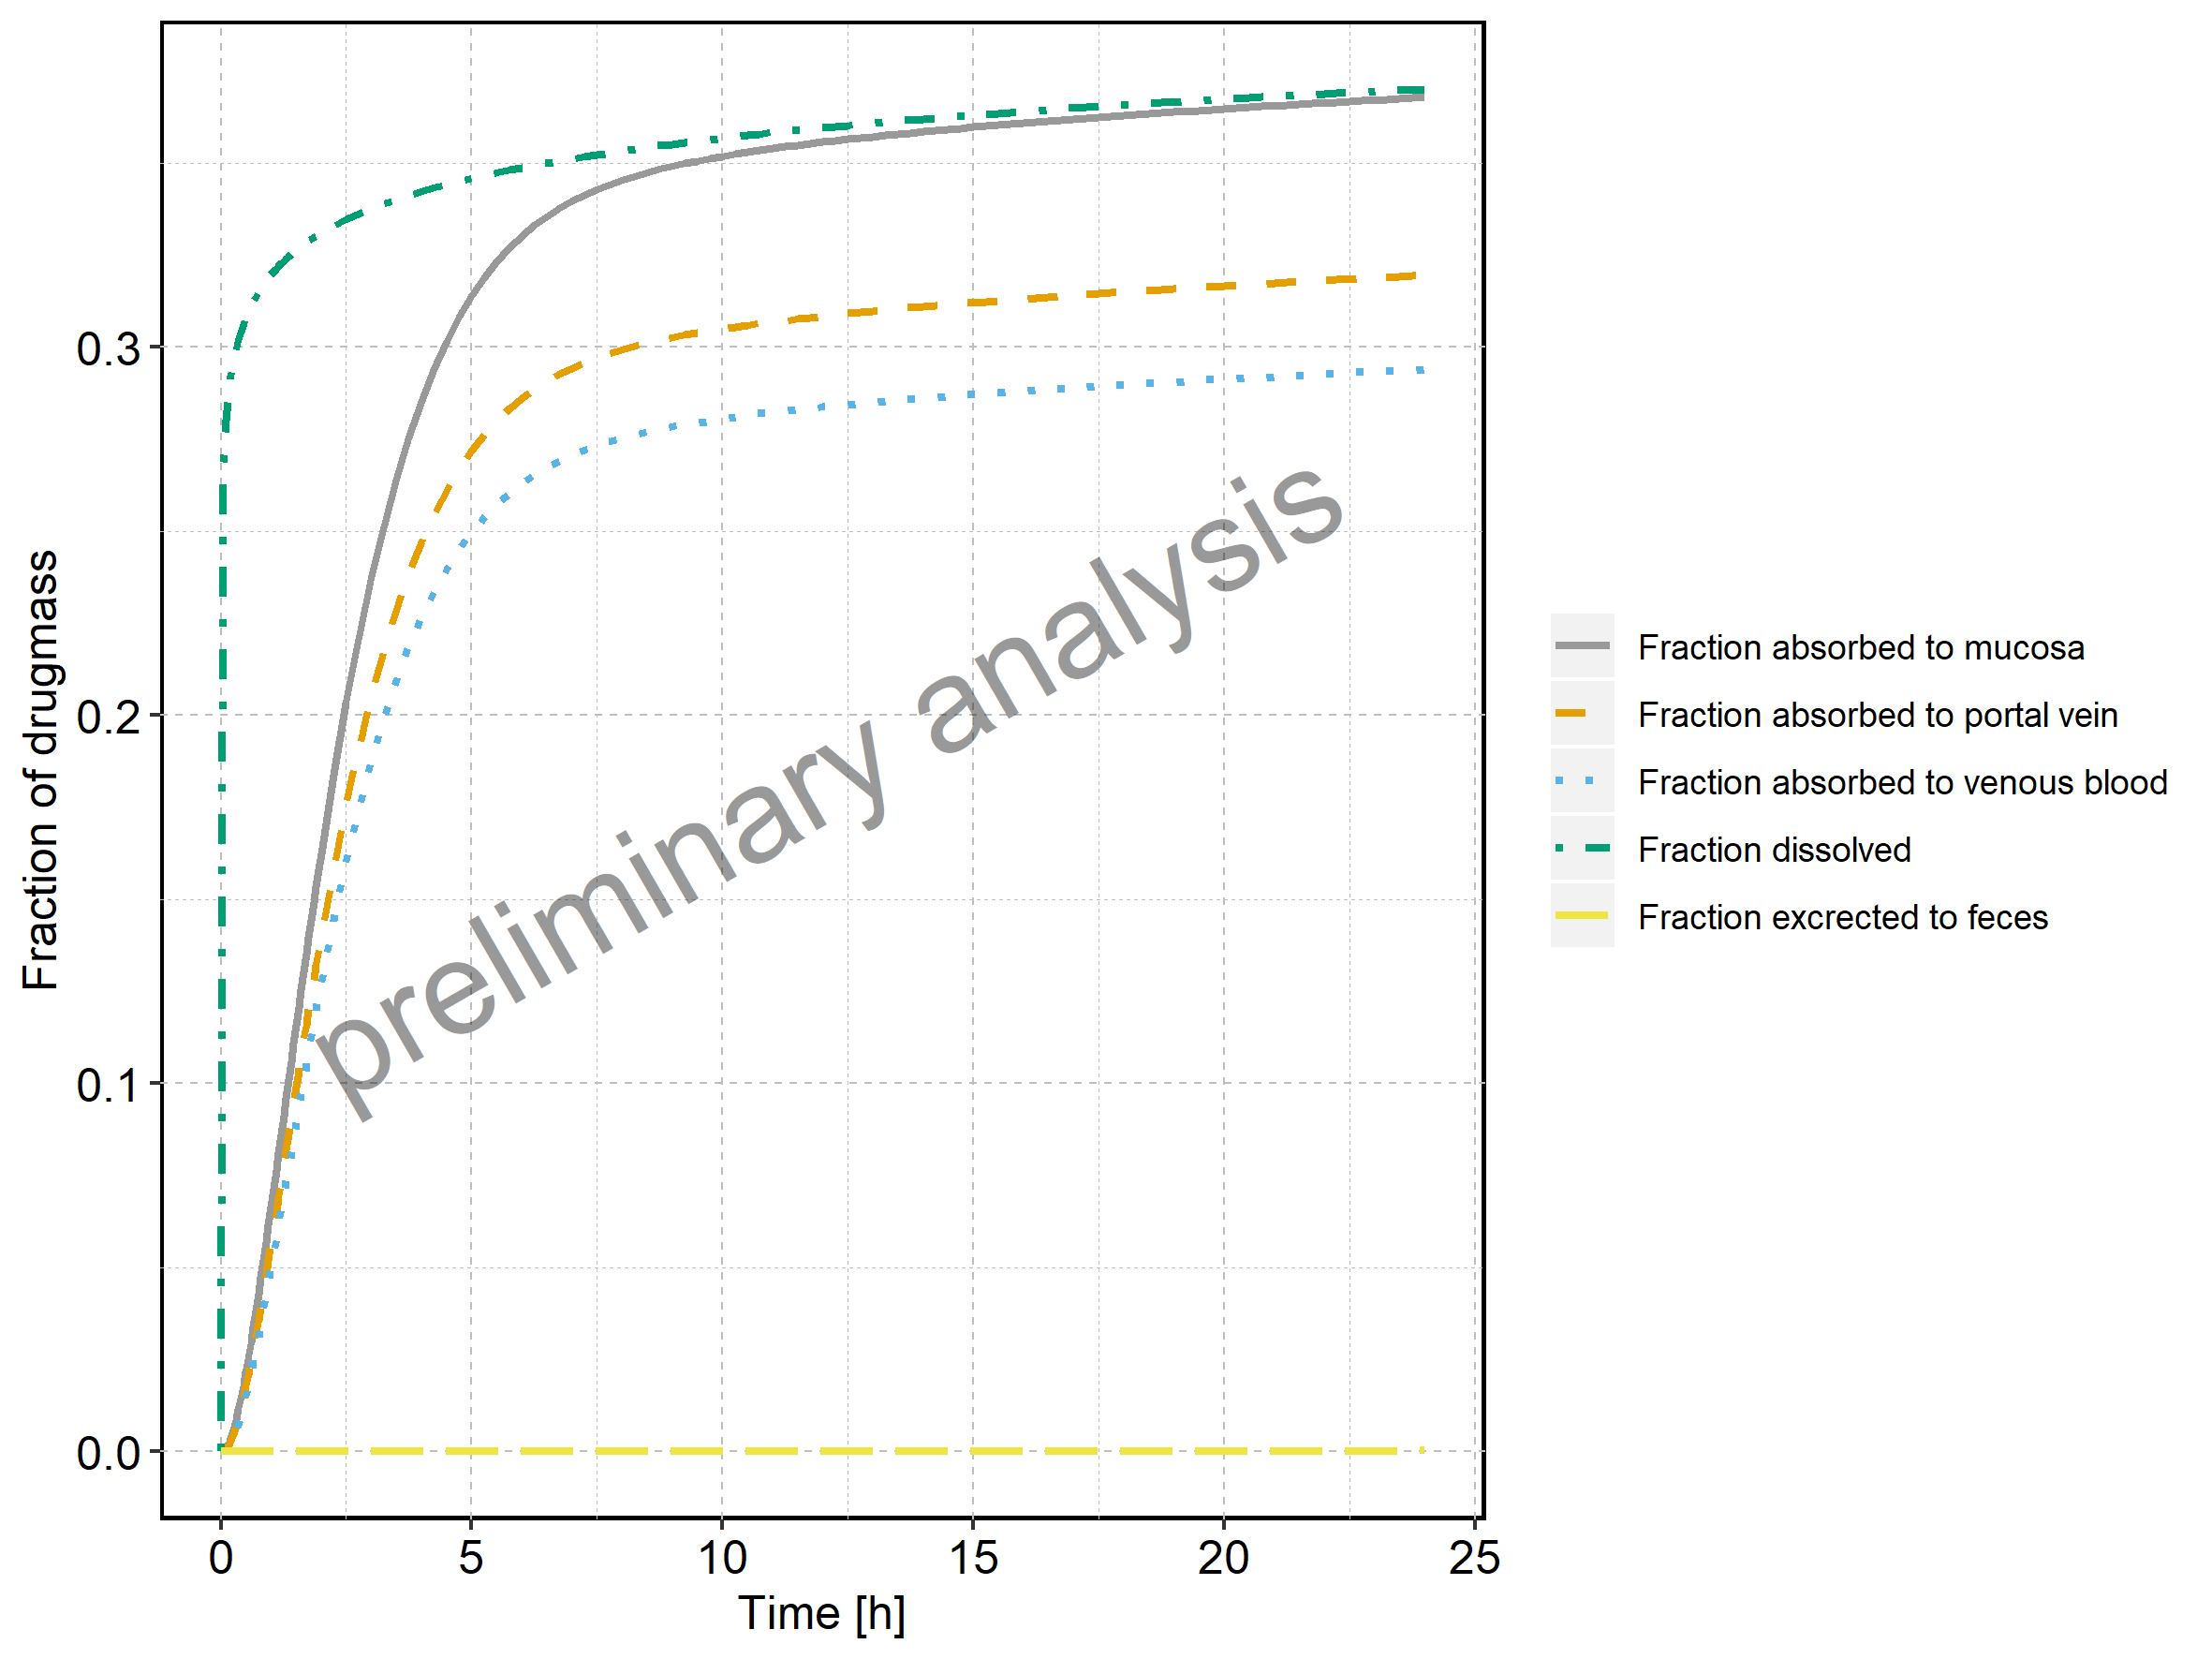 0.3
0.2
0.1
0.0
Fraction of drugmass
preliminary analysis
0 5 10 15 20 25
Time [h]
Fraction absorbed to mucosa
Fraction absorbed to portal vein
Fraction absorbed to venous blood
Fraction dissolved
Fraction excrected to feces